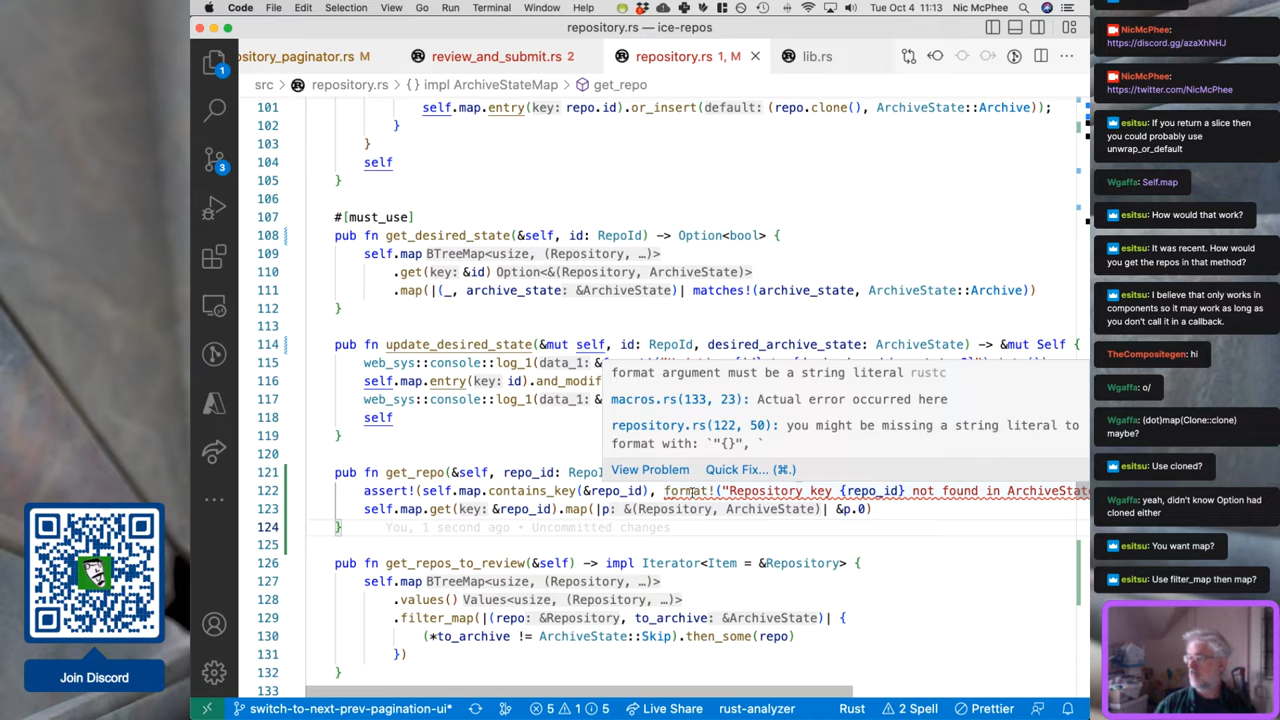 Code File Edit Selection View Go Run Terminal Window Help
Tue Oct 4 11:13 Nic McPhee
repository.rs — ice-repos
ository_paginator.rs M
review_and_submit.rs 2
repository.rs 1, M
lib.rs
src repository.rs {} impl ArchiveStateMap get_repo
101 self.map.entry(key: repo.id).or_insert(default: (repo.clone(), ArchiveState::Archive));
102 }
103 }
104 self
105 }
106
107 #[must_use]
108 pub fn get_desired_state(&self, id: RepoId) -> Option<bool> {
109 self.map BTreeMap<usize, (Repository, …)>
110 .get(key: &id) Option<&(Repository, ArchiveState)>
111 .map(|(_, archive_state: &ArchiveState)| matches!(archive_state, ArchiveState::Archive))
112 }
113
114 pub fn update_desired_state(&mut self, id: RepoId, desired_archive_state: ArchiveState) -> &mut Self {
115 web_sys::console::log_1(data_1: &
116 self.map.entry(key: id).and_modif
117 web_sys::console::log_1(data_1: &
118 self
119 }
120
121 pub fn get_repo(&self, repo_id: RepoI
122 assert!(self.map.contains_key(&repo_id), format!("Repository key {repo_id} not found in ArchiveState
123 self.map.get(key: &repo_id).map(|p: &(Repository, ArchiveState)| &p.0)
124 } You, 1 second ago • Uncommitted changes
125
126 pub fn get_repos_to_review(&self) -> impl Iterator<Item = &Repository> {
127 self.map BTreeMap<usize, (Repository, …)>
128 .values() Values<usize, (Repository, …)>
129 .filter_map(|(repo: &Repository, to_archive: &ArchiveState)| {
130 (*to_archive != ArchiveState::Skip).then_some(repo)
131 })
132 }
133
format argument must be a string literal rustc
macros.rs(133, 23): Actual error occurred here
repository.rs(122, 50): you might be missing a string literal to
format with: `"{}", `
View Problem Quick Fix... (⌘.)
1
3
switch-to-next-prev-pagination-ui* 5 1 5 Live Share rust-analyzer Rust 2 Spell Prettier
Join Discord
NicMcPhee:
https://discord.gg/azaXhNHJ
NicMcPhee:
https://twitter.com/NicMcPhee
esitsu: If you return a slice then
you could probably use
unwrap_or_default
Wgaffa: Self.map
esitsu: How would that work?
esitsu: It was recent. How would
you get the repos in that method?
esitsu: I believe that only works in
components so it may work as long as
you don't call it in a callback.
TheCompositegen: hi
Wgaffa: o/
Wgaffa: (dot)map(Clone::clone)
maybe?
esitsu: Use cloned?
Wgaffa: yeah, didn't know Option had
cloned either
esitsu: You want map?
esitsu: Use filter_map then map?